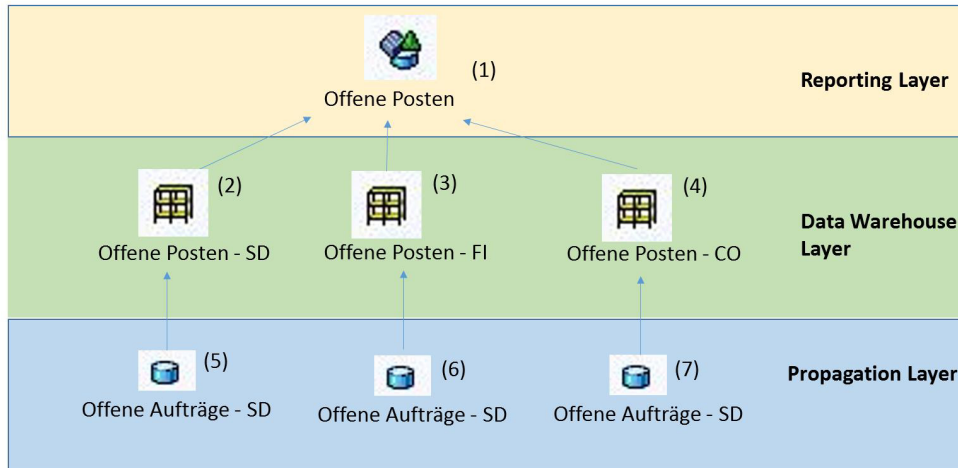 (1)
Offene Posten
Reporting Layer
(2)
(3)
(4)
Offene Posten - SD
Offene Posten - FI
Offene Posten - CO
Data Warehouse
Layer
(5)
(6)
(7)
Offene Aufträge - SD
Offene Aufträge - SD
Offene Aufträge - SD
Propagation Layer